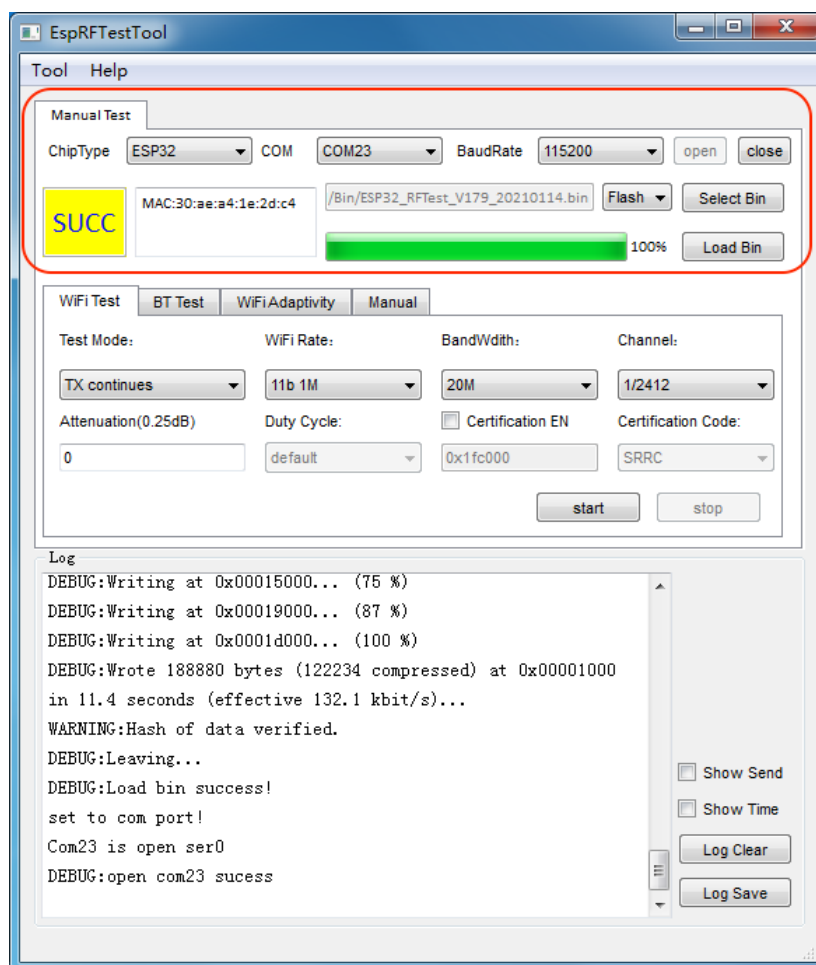 EspRFTestTool
Tool Help
Manual Test
ChipType ESP32 COM COM23 BaudRate 115200 open close
SUCC MAC:30:ae:a4:1e:2d:c4 /Bin/ESP32_RFTest_V179_20210114.bin Flash Select Bin
100% Load Bin
WiFi Test BT Test WiFi Adaptivity Manual
Test Mode: WiFi Rate: BandWdith: Channel:
TX continues 11b 1M 20M 1/2412
Attenuation(0.25dB) Duty Cycle: Certification EN Certification Code:
0 default 0x1fc000 SRRC
start stop
Log
DEBUG:Writing at 0x00015000... (75 %)
DEBUG:Writing at 0x00019000... (87 %)
DEBUG:Writing at 0x0001d000... (100 %)
DEBUG:Wrote 188880 bytes (122234 compressed) at 0x00001000
in 11.4 seconds (effective 132.1 kbit/s)...
WARNING:Hash of data verified.
DEBUG:Leaving...
DEBUG:Load bin success!
set to com port!
Com23 is open ser0
DEBUG:open com23 sucess
Show Send
Show Time
Log Clear
Log Save